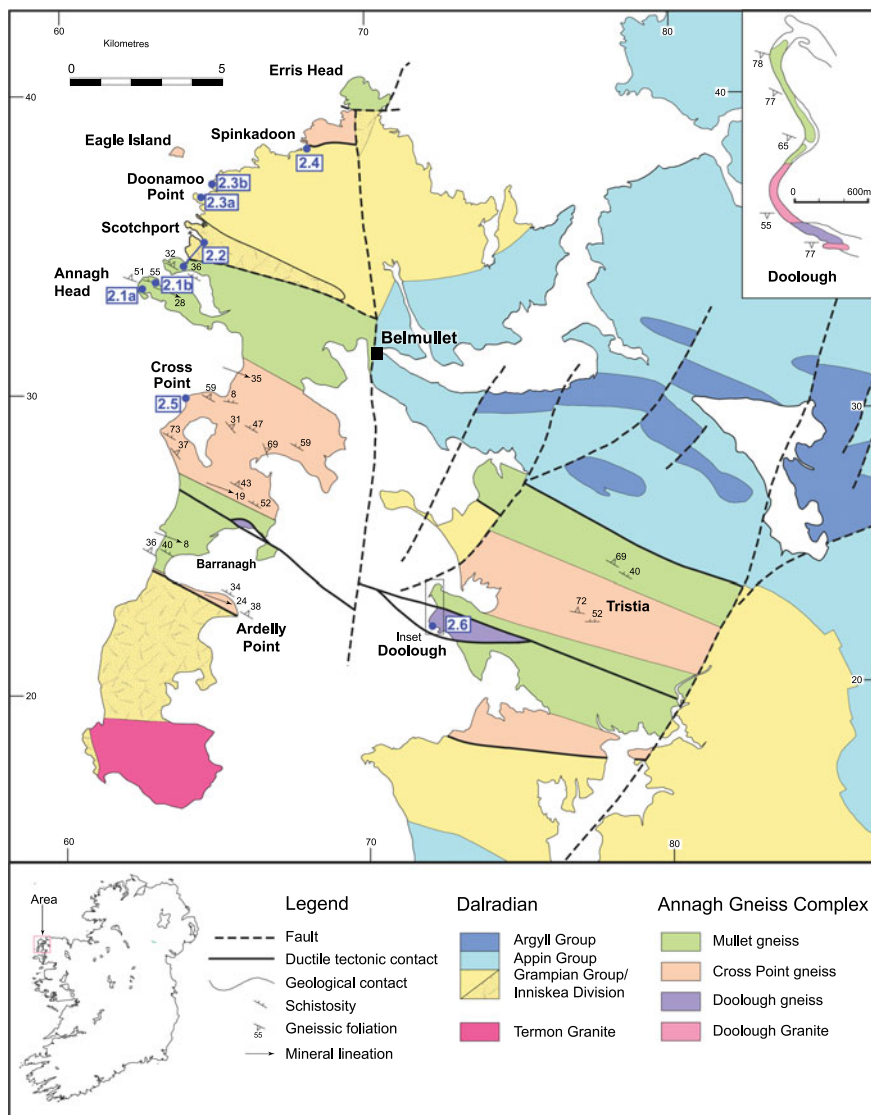 60
70
80
Kilometres
0
5
Erris Head
40
40
Eagle Island
Spinkadoon
2.4
Doonamoo
Point
2.3b
2.3a
Scotchport
2.2
32
36
Annagh
Head
51
55
2.1a
2.1b
28
Belmullet
Cross
Point
35
30
30
2.5
59
8
73
37
31
47
69
59
43
19
52
36
40
8
Barranagh
34
24
38
Ardelly
Point
69
40
72
52
Tristia
Inset
Doolough
2.6
20
20
60
70
80
78
77
65
0
600m
55
77
Doolough
Area
Legend
Fault
Ductile tectonic contact
Geological contact
Schistosity
55
Gneissic foliation
Mineral lineation
Dalradian
Argyll Group
Appin Group
Grampian Group/
Inniskea Division
Termon Granite
Annagh Gneiss Complex
Mullet gneiss
Cross Point gneiss
Doolough gneiss
Doolough Granite